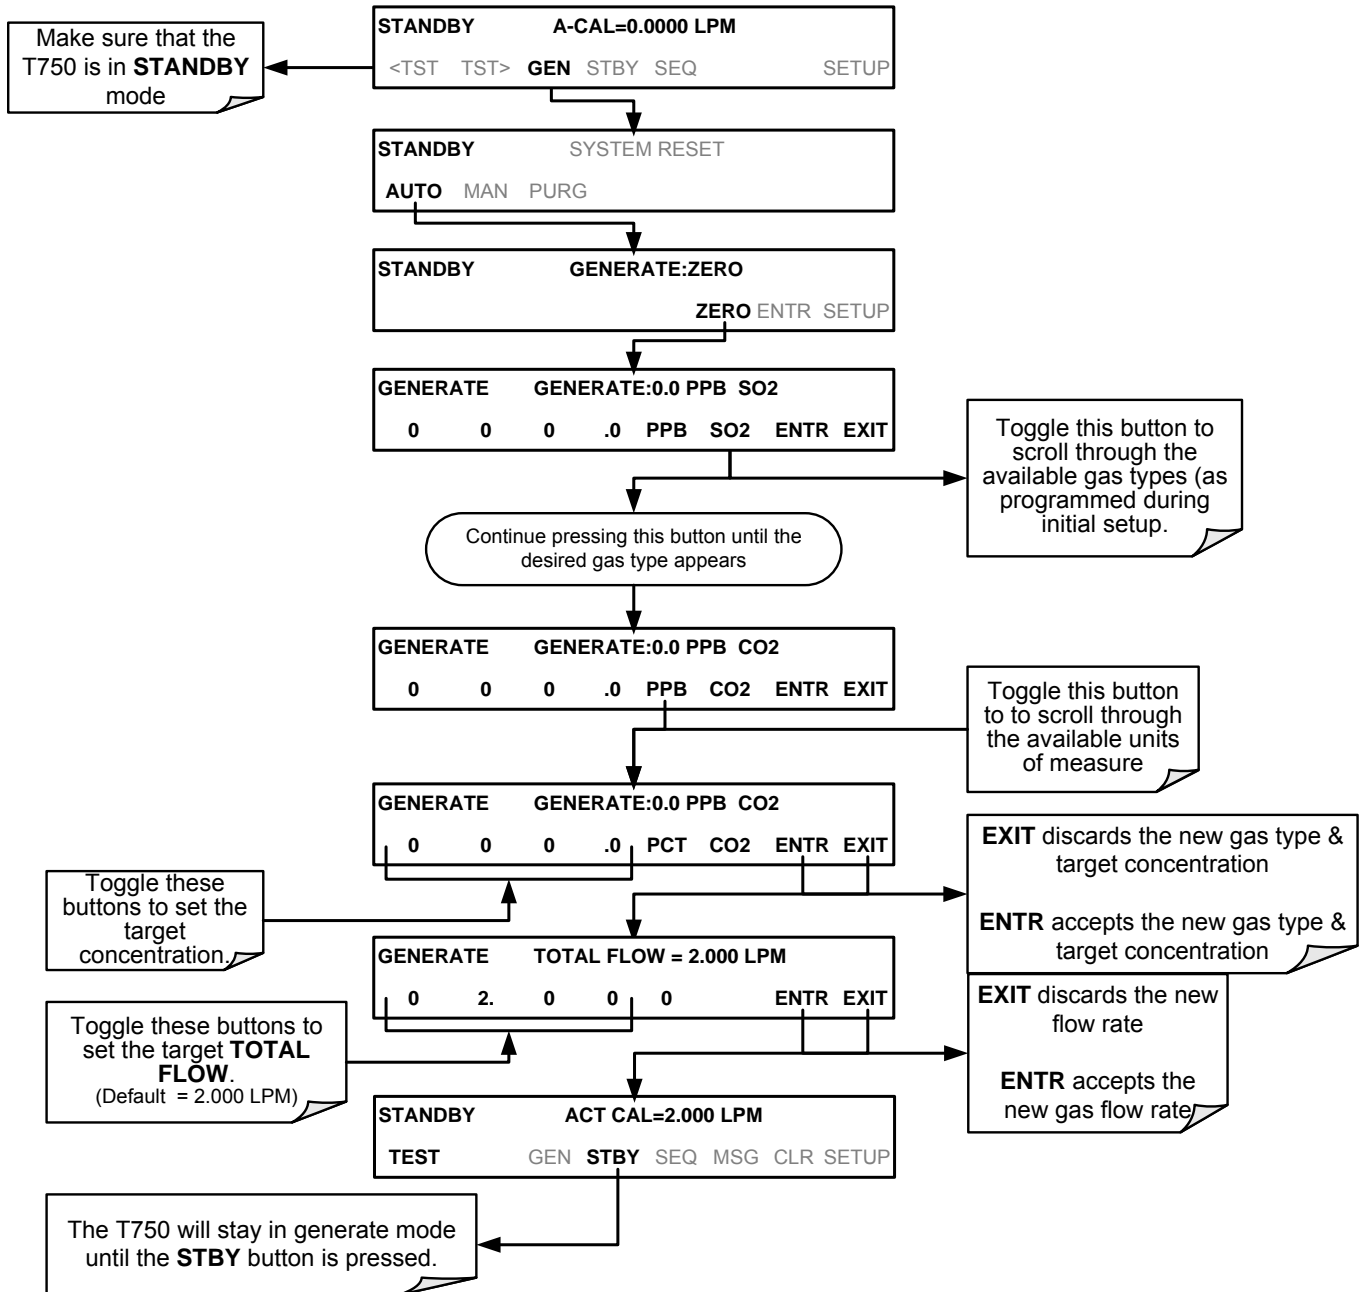 STANDBY A-CAL=0.0000 LPM
<TST TST> GEN STBY SEQ SETUP
Make sure that the
T750 is in STANDBY
mode
STANDBY SYSTEM RESET
AUTO MAN PURG
STANDBY GENERATE:ZERO
ZERO ENTR SETUP
GENERATE GENERATE:0.0 PPB SO2
0 0 0 .0 PPB SO2 ENTR EXIT
Toggle this button to
scroll through the
available gas types (as
programmed during
initial setup.
Continue pressing this button until the
desired gas type appears
GENERATE GENERATE:0.0 PPB CO2
0 0 0 .0 PPB CO2 ENTR EXIT
Toggle this button
to to scroll through
the available units
of measure
GENERATE GENERATE:0.0 PPB CO2
0 0 0 .0 PCT CO2 ENTR EXIT
EXIT discards the new gas type &
target concentration
ENTR accepts the new gas type &
target concentration
Toggle these
buttons to set the
target
concentration.
GENERATE TOTAL FLOW = 2.000 LPM
0 2. 0 0 0 ENTR EXIT
EXIT discards the new
flow rate
ENTR accepts the
new gas flow rate
Toggle these buttons to
set the target TOTAL
FLOW.
(Default = 2.000 LPM)
STANDBY ACT CAL=2.000 LPM
TEST GEN STBY SEQ MSG CLR SETUP
The T750 will stay in generate mode
until the STBY button is pressed.